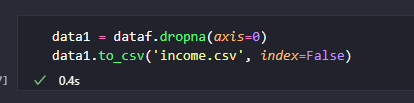 data1 = dataf.dropna(axis=0)
data1.to_csv('income.csv', index=False)
] ✓ 0.4s